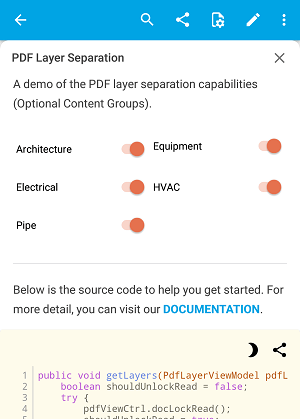 PDF Layer Separation
A demo of the PDF layer separation capabilities
(Optional Content Groups).
Architecture
Equipment
Electrical
HVAC
Pipe
Below is the source code to help you get started. For
more detail, you can visit our DOCUMENTATION.
1 public void getLayers(PdfLayerViewModel pdfL
2 boolean shouldUnlockRead = false;
3 try {
4 pdfViewCtrl.docLockRead();
5 shouldUnlockRead = true;